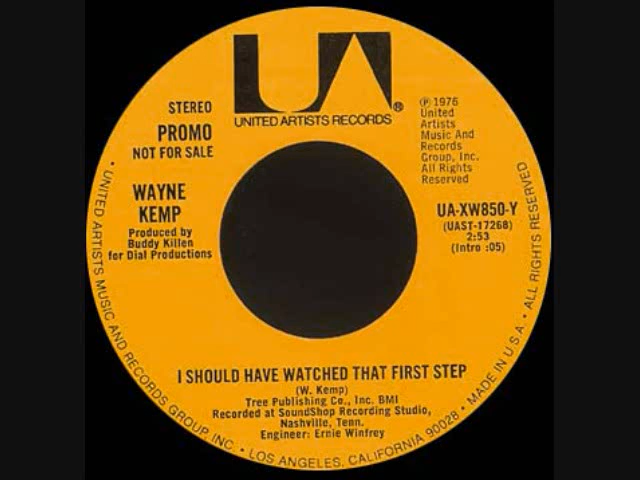 UA
UNITED ARTISTS RECORDS
®
STEREO
PROMO
NOT FOR SALE
WAYNE
KEMP
Produced by
Buddy Killen
for Dial Productions
℗ 1976
United
Artists
Music And
Records
Group, Inc.
All Rights
Reserved
UA-XW850-Y
(UAST-17268)
2:53
(Intro :05)
I SHOULD HAVE WATCHED THAT FIRST STEP
(W. Kemp)
Tree Publishing Co., Inc. BMI
Recorded at SoundShop Recording Studio,
Nashville, Tenn.
Engineer: Ernie Winfrey
• UNITED ARTISTS MUSIC AND RECORDS GROUP, INC. • LOS ANGELES, CALIFORNIA 90028 • MADE IN U.S.A. • ALL RIGHTS RESERVED